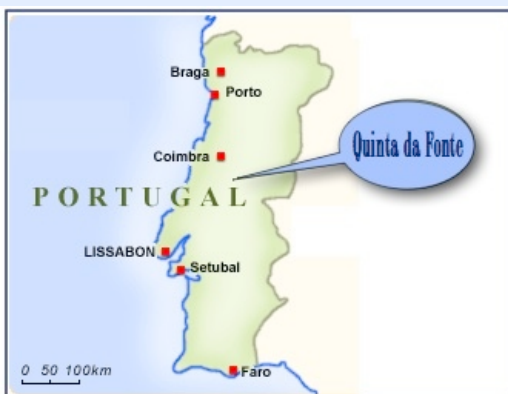 Braga
Porto
Quinta da Fonte
Coimbra
PORTUGAL
LISSABON
Setubal
0 50 100km
Faro